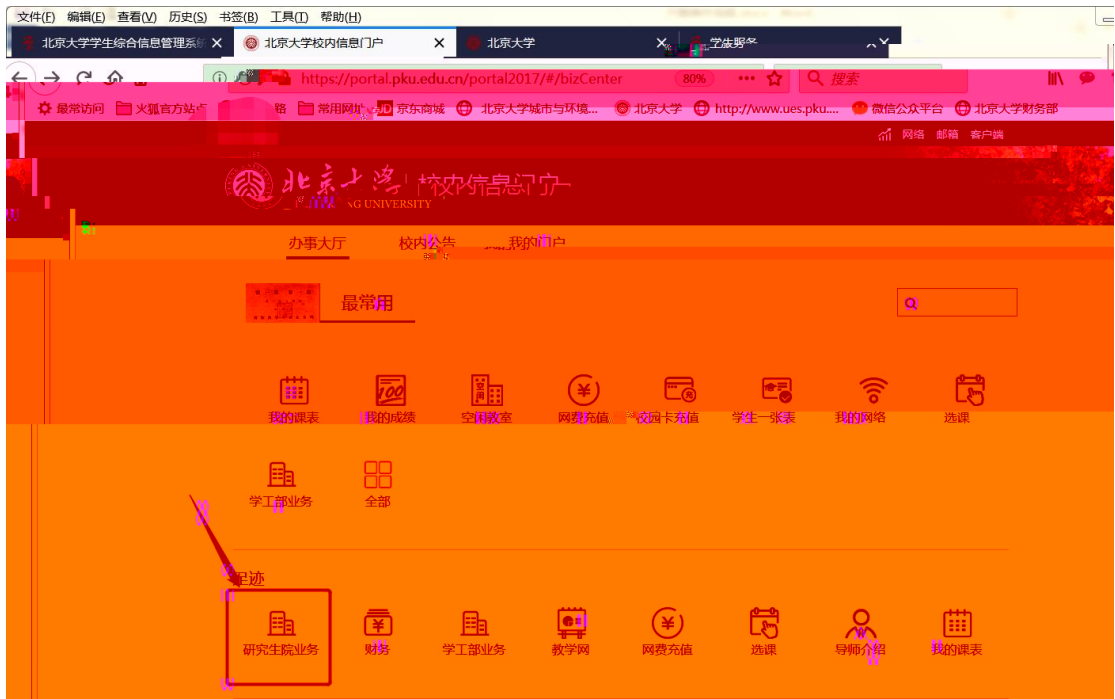 文件(F) 编辑(E) 查看(V) 历史(S) 书签(B) 工具(T) 帮助(H)
北京大学学生综合信息管理系统 北京大学校内信息门户 北京大学
https://portal.pku.edu.cn/portal2017/#/bizCenter 80% 搜索
最常访问 火狐官方站点 常用网址 JD 京东商城 北京大学城市与环境... 北京大学 http://www.ues.pku.... 微信公众平台 北京大学财务部
网络 邮箱 客户端
北京大学 校内信息门户
UNIVERSITY
办事大厅 校内公告 我的门户
最常用
我的课表 我的成绩 空闲教室 网费充值 校园卡充值 学生一张表 我的网络 选课
学工部业务 全部
足迹
研究生院业务 财务 学工部业务 教学网 网费充值 选课 导师介绍 我的课表